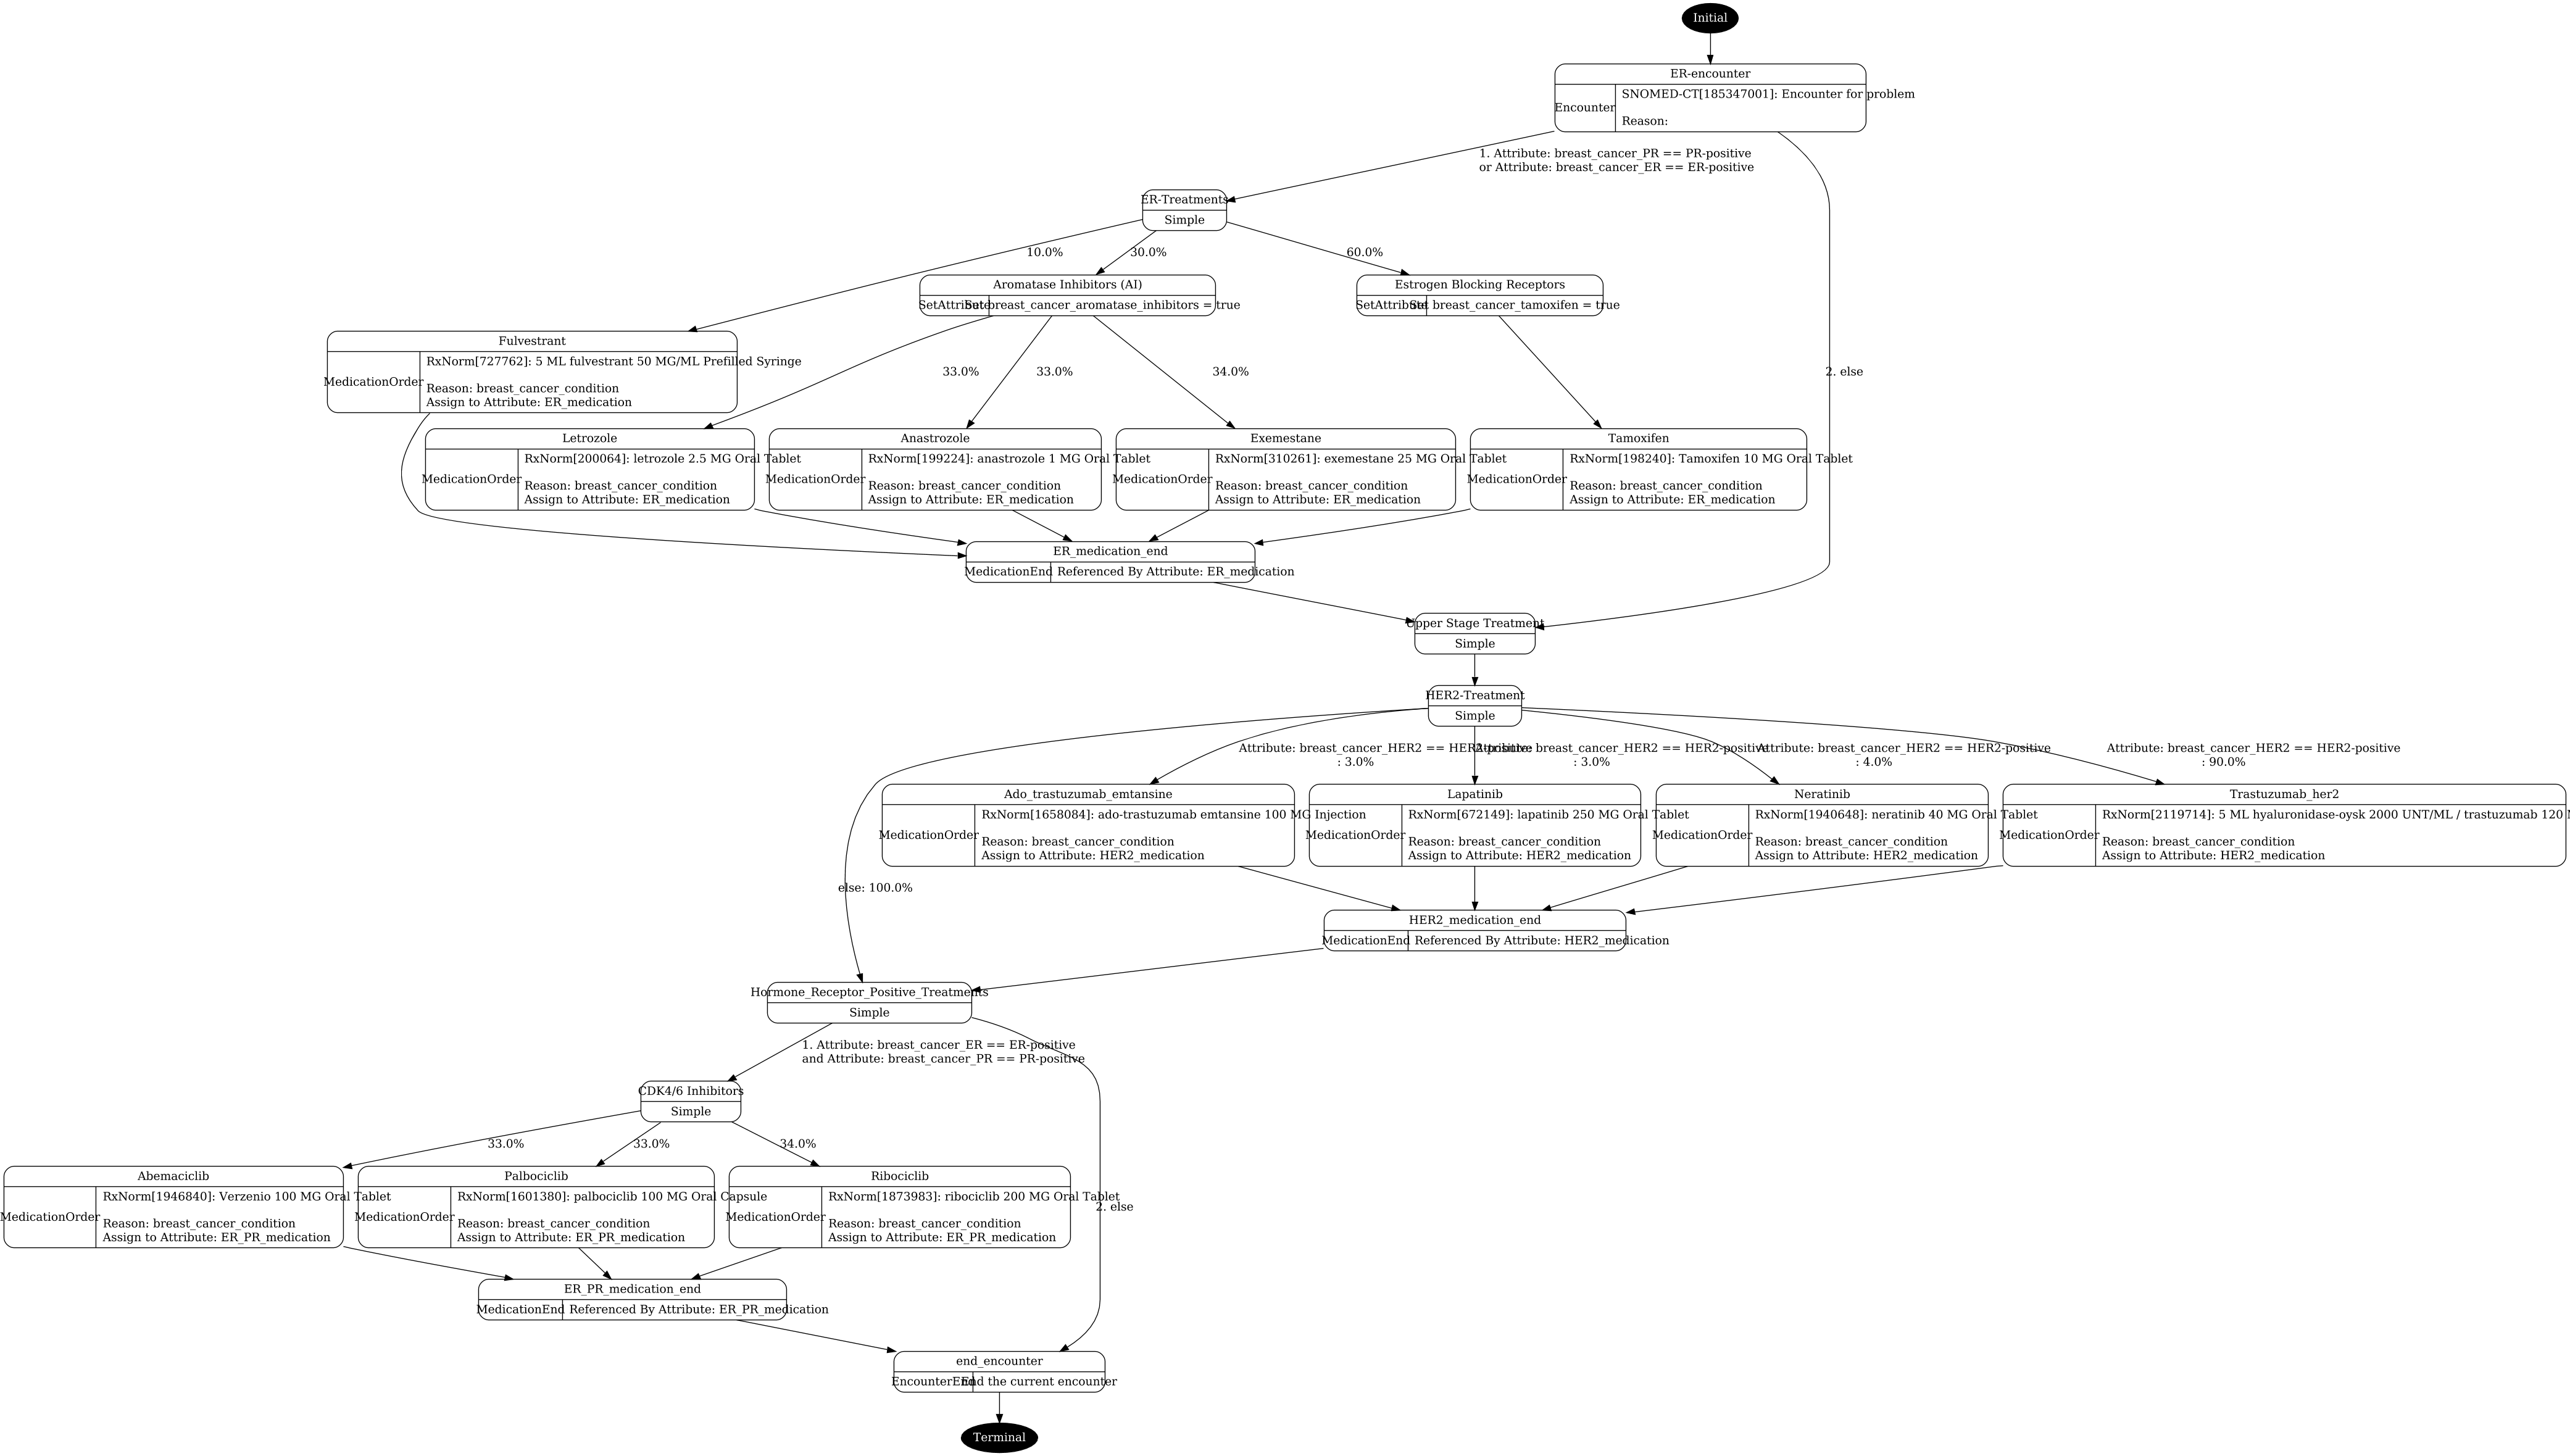 Initial
ER-encounter
Encounter
SNOMED-CT[185347001]: Encounter for problem
Reason:
1. Attribute: breast_cancer_PR == PR-positive
or Attribute: breast_cancer_ER == ER-positive
ER-Treatments
Simple
10.0%
30.0%
60.0%
Aromatase Inhibitors (AI)
SetAttribute
Set breast_cancer_aromatase_inhibitors = true
Estrogen Blocking Receptors
SetAttribute
Set breast_cancer_tamoxifen = true
Fulvestrant
MedicationOrder
RxNorm[727762]: 5 ML fulvestrant 50 MG/ML Prefilled Syringe
Reason: breast_cancer_condition
Assign to Attribute: ER_medication
33.0%
33.0%
34.0%
2. else
Letrozole
MedicationOrder
RxNorm[200064]: letrozole 2.5 MG Oral Tablet
Reason: breast_cancer_condition
Assign to Attribute: ER_medication
Anastrozole
MedicationOrder
RxNorm[199224]: anastrozole 1 MG Oral Tablet
Reason: breast_cancer_condition
Assign to Attribute: ER_medication
Exemestane
MedicationOrder
RxNorm[310261]: exemestane 25 MG Oral Tablet
Reason: breast_cancer_condition
Assign to Attribute: ER_medication
Tamoxifen
MedicationOrder
RxNorm[198240]: Tamoxifen 10 MG Oral Tablet
Reason: breast_cancer_condition
Assign to Attribute: ER_medication
ER_medication_end
MedicationEnd
Referenced By Attribute: ER_medication
Upper Stage Treatment
Simple
HER2-Treatment
Simple
Attribute: breast_cancer_HER2 == HER2-positive
: 3.0%
Attribute: breast_cancer_HER2 == HER2-positive
: 3.0%
Attribute: breast_cancer_HER2 == HER2-positive
: 4.0%
Attribute: breast_cancer_HER2 == HER2-positive
: 90.0%
Ado_trastuzumab_emtansine
MedicationOrder
RxNorm[1658084]: ado-trastuzumab emtansine 100 MG Injection
Reason: breast_cancer_condition
Assign to Attribute: HER2_medication
Lapatinib
MedicationOrder
RxNorm[672149]: lapatinib 250 MG Oral Tablet
Reason: breast_cancer_condition
Assign to Attribute: HER2_medication
Neratinib
MedicationOrder
RxNorm[1940648]: neratinib 40 MG Oral Tablet
Reason: breast_cancer_condition
Assign to Attribute: HER2_medication
Trastuzumab_her2
MedicationOrder
RxNorm[2119714]: 5 ML hyaluronidase-oysk 2000 UNT/ML / trastuzumab 120
Reason: breast_cancer_condition
Assign to Attribute: HER2_medication
else: 100.0%
HER2_medication_end
MedicationEnd
Referenced By Attribute: HER2_medication
Hormone_Receptor_Positive_Treatments
Simple
1. Attribute: breast_cancer_ER == ER-positive
and Attribute: breast_cancer_PR == PR-positive
CDK4/6 Inhibitors
Simple
33.0%
33.0%
34.0%
Abemaciclib
MedicationOrder
RxNorm[1946840]: Verzenio 100 MG Oral Tablet
Reason: breast_cancer_condition
Assign to Attribute: ER_PR_medication
Palbociclib
MedicationOrder
RxNorm[1601380]: palbociclib 100 MG Oral Capsule
Reason: breast_cancer_condition
Assign to Attribute: ER_PR_medication
Ribociclib
MedicationOrder
RxNorm[1873983]: ribociclib 200 MG Oral Tablet
Reason: breast_cancer_condition
Assign to Attribute: ER_PR_medication
2. else
ER_PR_medication_end
MedicationEnd
Referenced By Attribute: ER_PR_medication
end_encounter
EncounterEnd
End the current encounter
Terminal